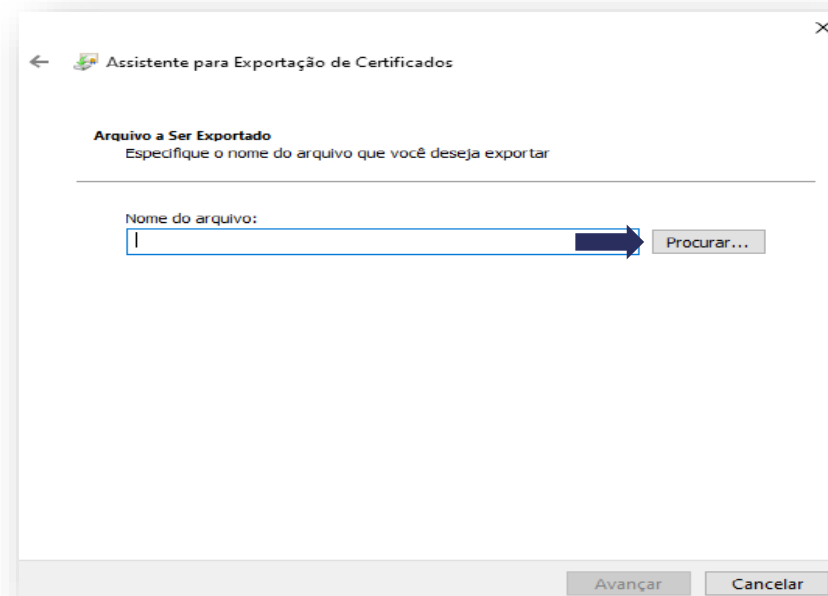 Assistente para Exportação de Certificados
Arquivo a Ser Exportado
Especifique o nome do arquivo que você deseja exportar
Nome do arquivo:
Procurar...
Avançar
Cancelar